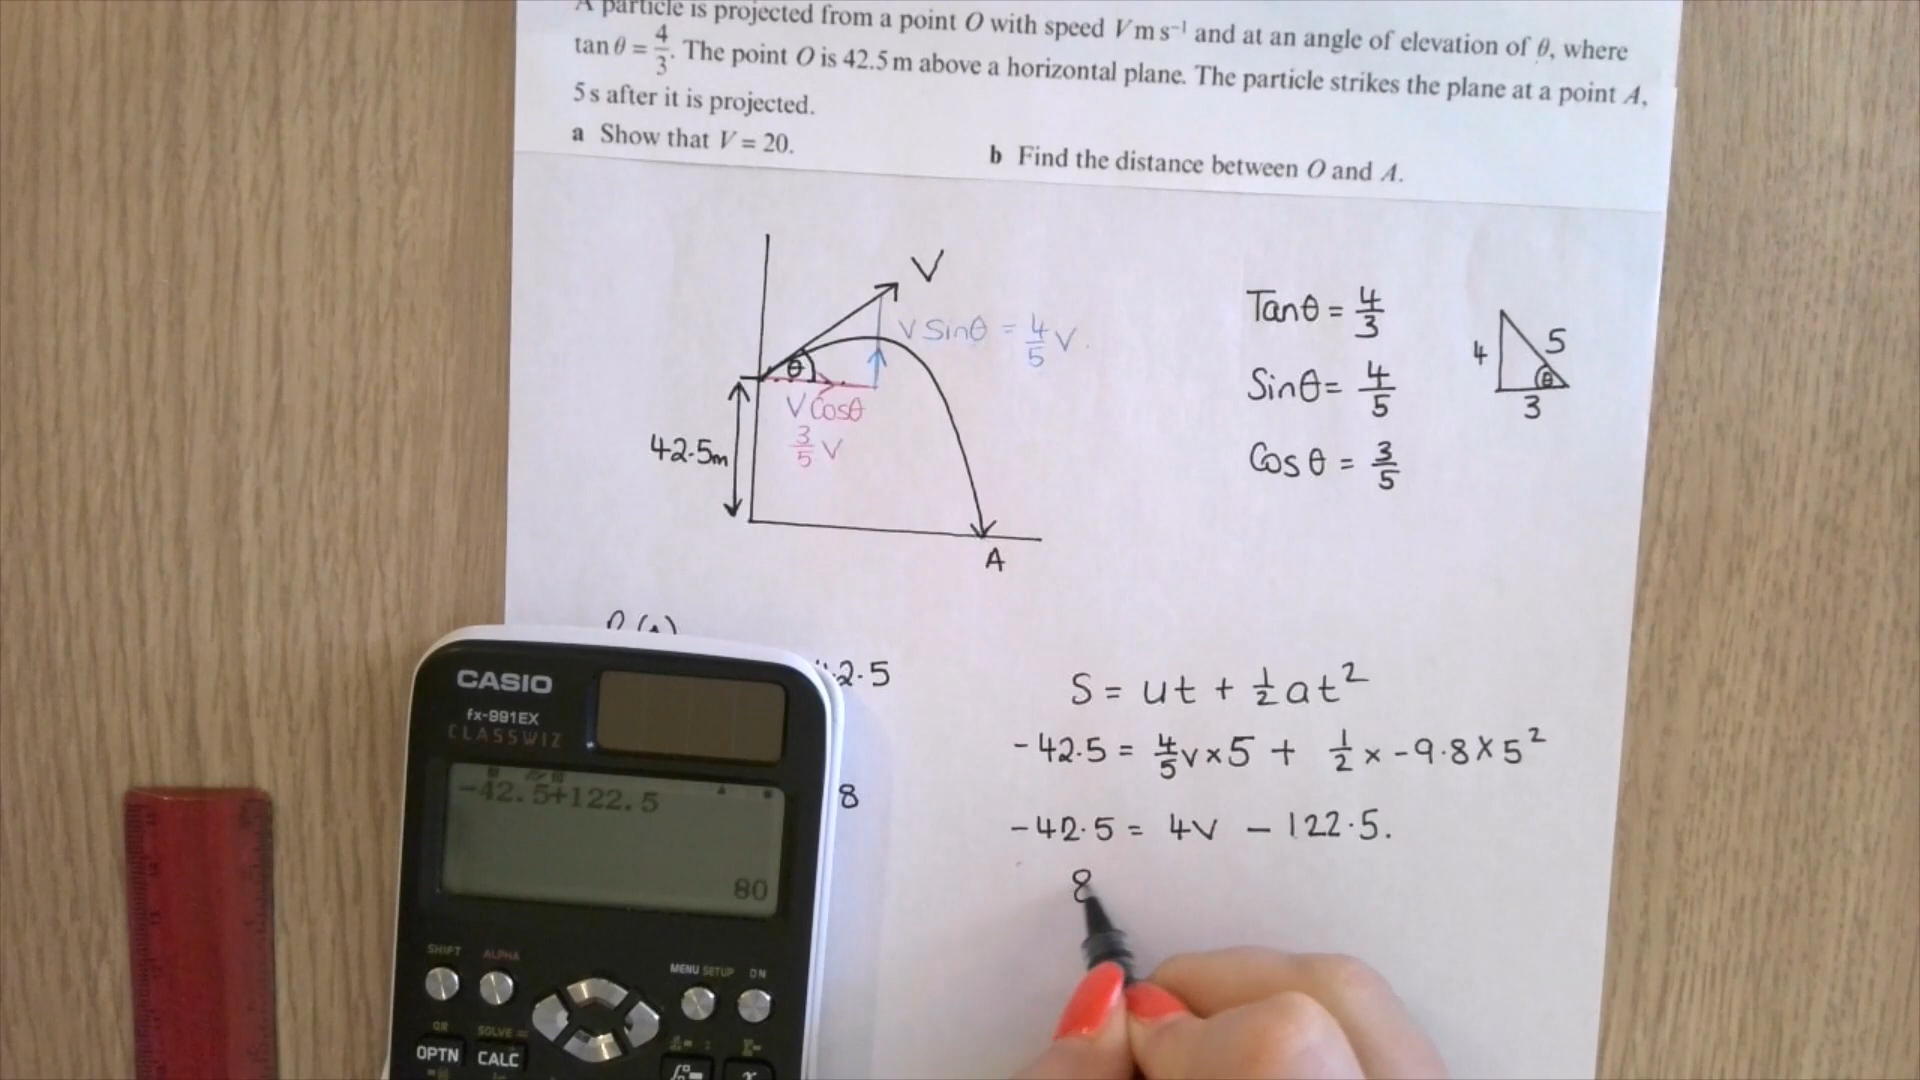 A particle is projected from a point O with speed V m s⁻¹ and at an angle of elevation of θ, where
tan θ = 4/3. The point O is 42.5 m above a horizontal plane. The particle strikes the plane at a point A,
5 s after it is projected.
a Show that V = 20.
b Find the distance between O and A.
V
V Sinθ = 4/5 V.
θ
V Cosθ
3/5 V
42.5m
A
Tanθ = 4/3
Sinθ = 4/5
Cosθ = 3/5
4
5
θ
3
2.5
8
S = ut + ½at²
-42.5 = 4/5 v × 5 + ½ × -9.8 × 5²
-42.5 = 4v - 122.5.
8
CASIO
fx-991EX
CLASSWIZ
-42.5+122.5
80
SHIFT ALPHA
MENU SETUP ON
QR
SOLVE =
OPTN
CALC
x